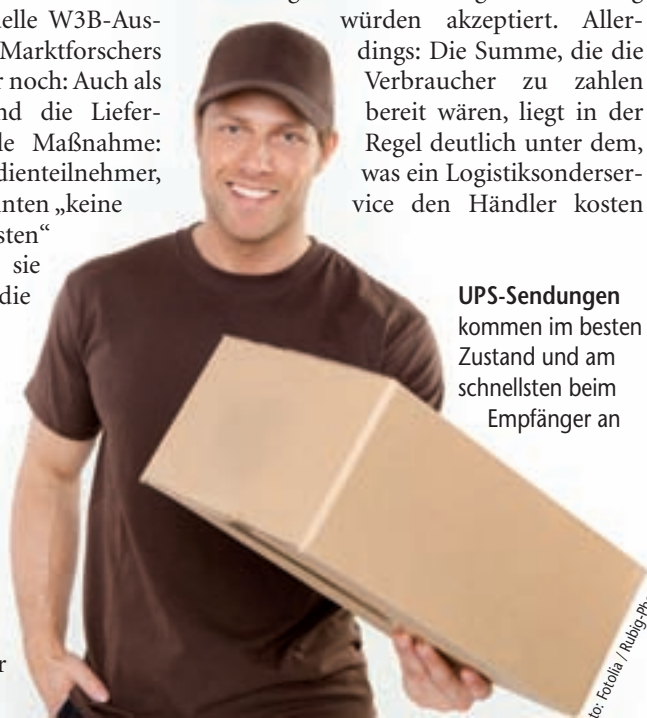 elle W3B-Aus-
Marktforschers
r noch: Auch als
nd die Liefer-
le Maßnahme:
dienteilnehmer,
nnten „keine
sten“
sie
die
r
würden akzeptiert. Aller-
dings: Die Summe, die die
Verbraucher zu zahlen
bereit wären, liegt in der
Regel deutlich unter dem,
was ein Logistiksonderser-
vice den Händler kosten
UPS-Sendungen
kommen im besten
Zustand und am
schnellsten beim
Empfänger an
to: Fotolia / Rubig-Pho